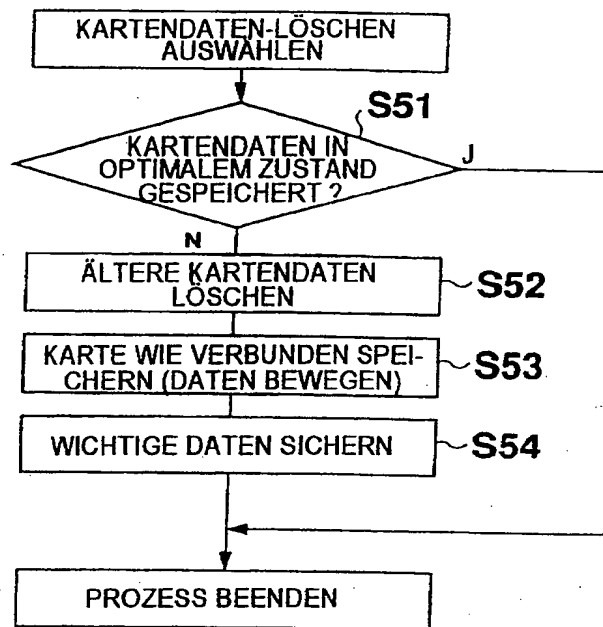 KARTENDATEN-LÖSCHEN
AUSWÄHLEN
S51
KARTENDATEN IN
OPTIMALEM ZUSTAND
GESPEICHERT ?
J
N
ÄLTERE KARTENDATEN
LÖSCHEN
S52
KARTE WIE VERBUNDEN SPEI-
CHERN (DATEN BEWEGEN)
S53
WICHTIGE DATEN SICHERN
S54
PROZESS BEENDEN